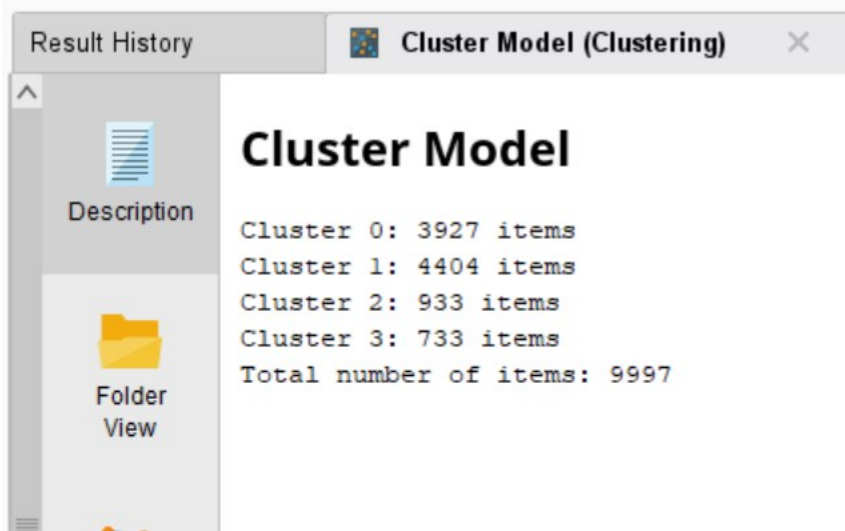 Result History
Cluster Model (Clustering)
Description
Folder
View
Cluster Model
Cluster 0: 3927 items
Cluster 1: 4404 items
Cluster 2: 933 items
Cluster 3: 733 items
Total number of items: 9997